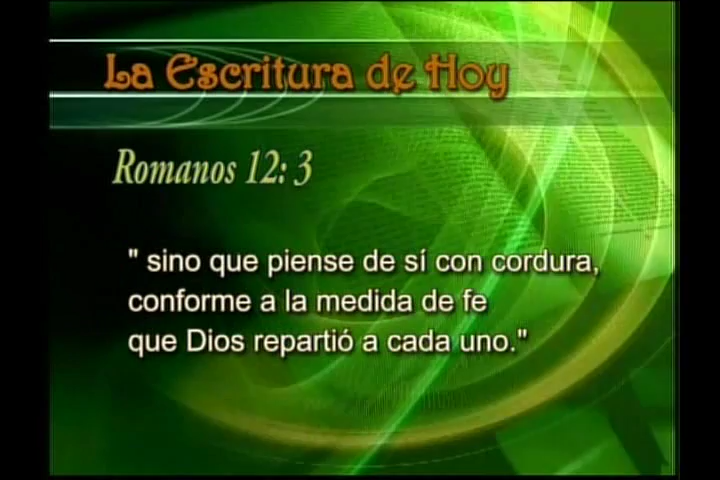 La Escritura de Hoy
Romanos 12: 3
" sino que piense de sí con cordura,
conforme a la medida de fe
que Dios repartió a cada uno."